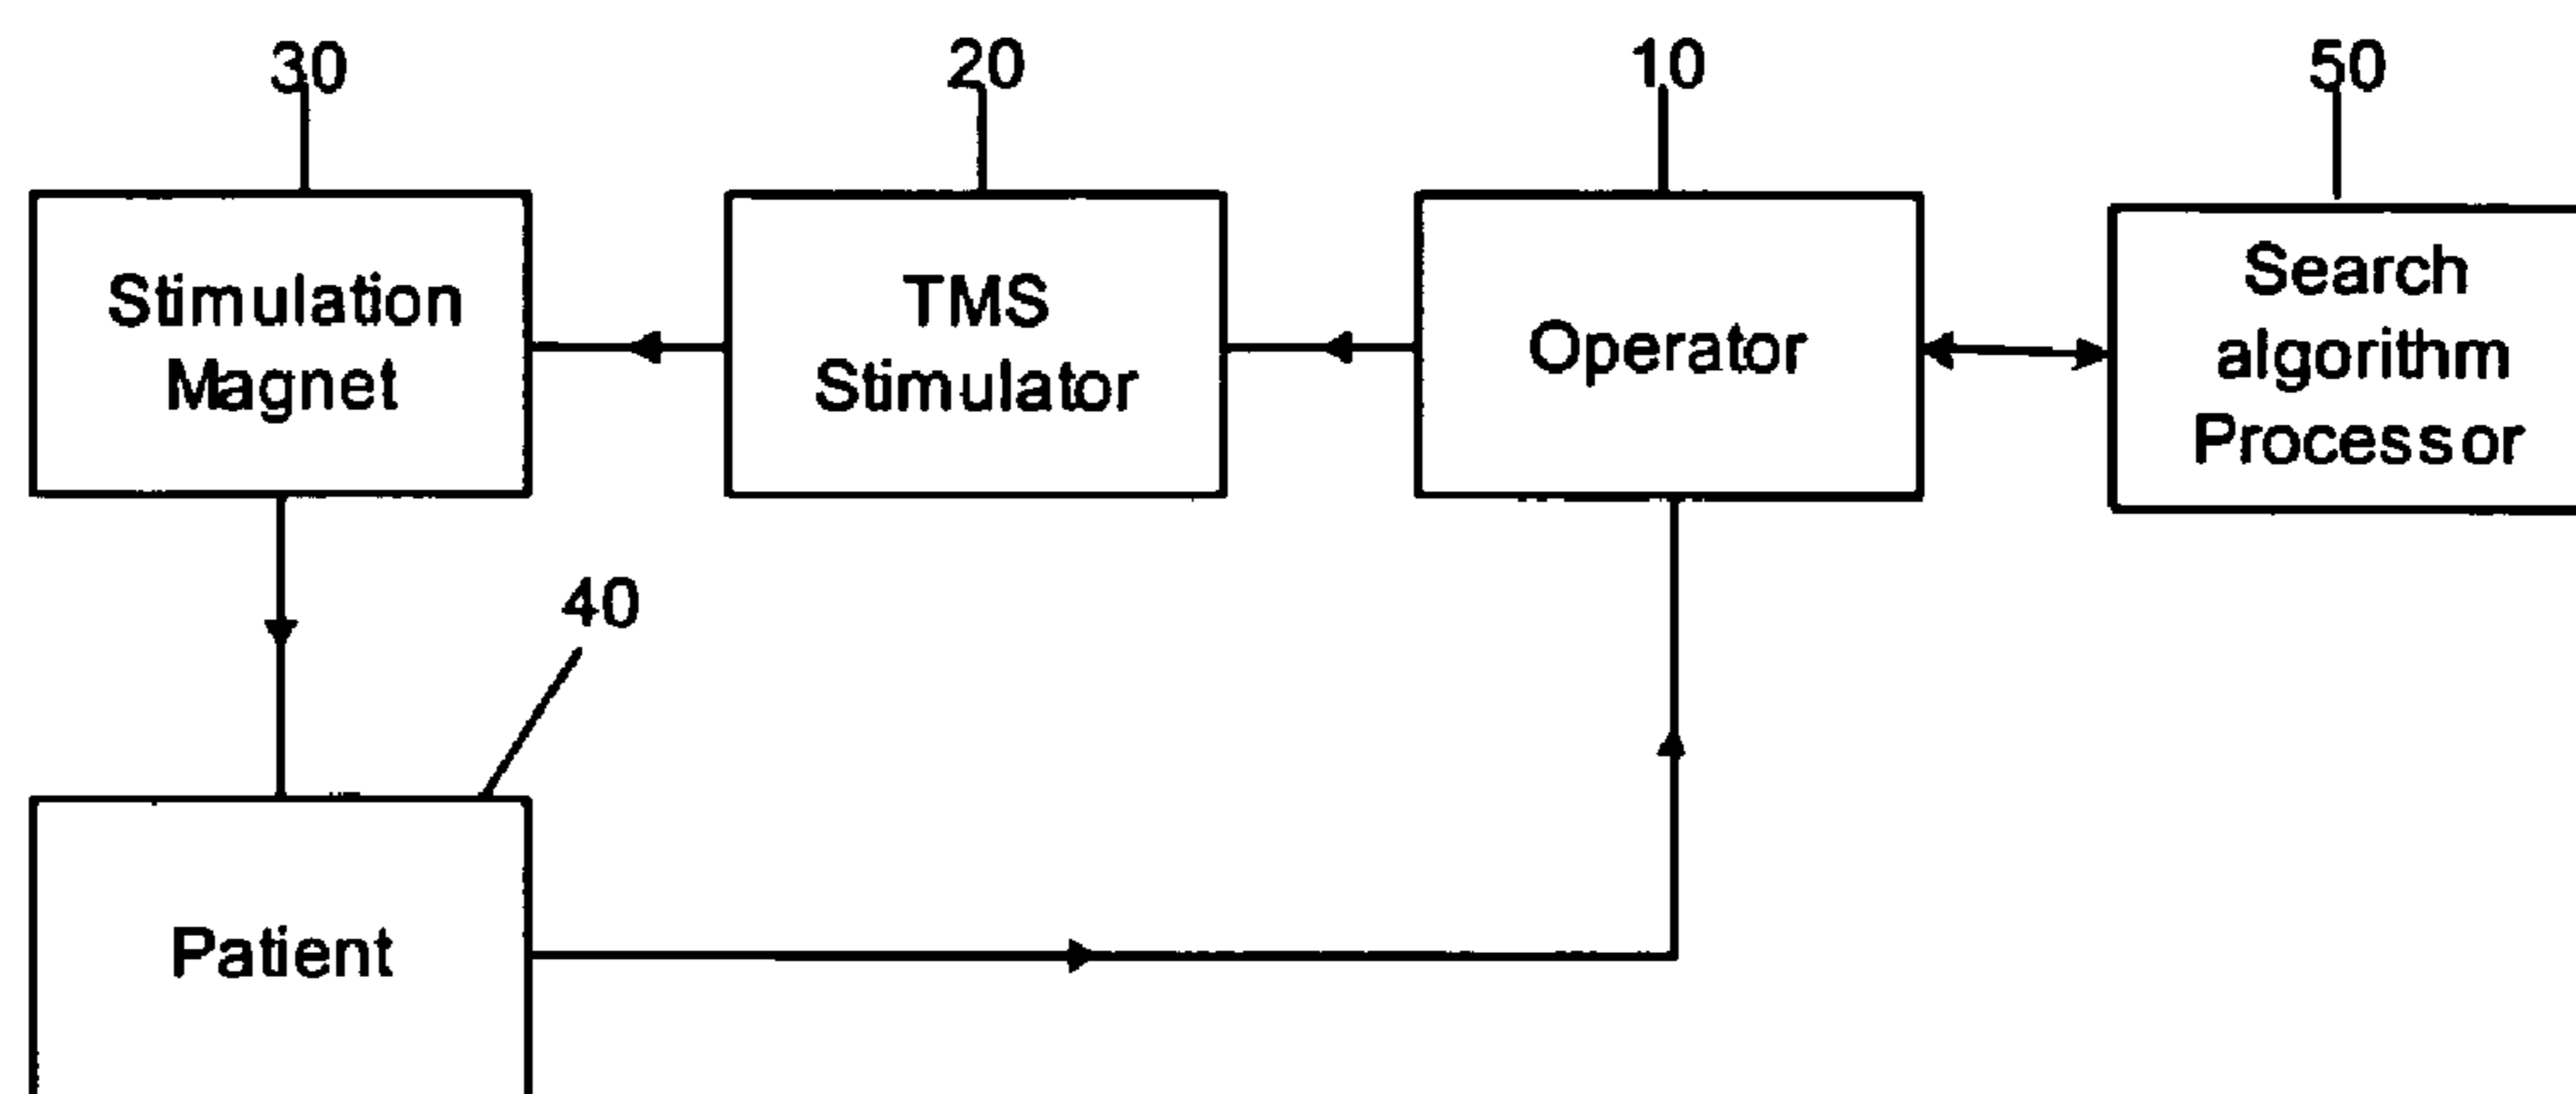 30
20
10
50
Stimulation
Magnet
TMS
Stimulator
Operator
Search
algorithm
Processor
40
Patient